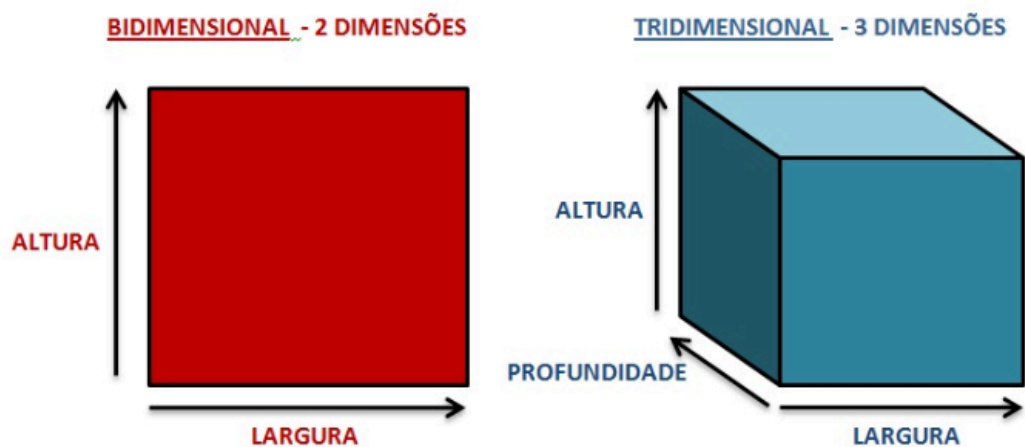 BIDIMENSIONAL - 2 DIMENSÕES
TRIDIMENSIONAL - 3 DIMENSÕES
ALTURA
LARGURA
ALTURA
PROFUNDIDADE
LARGURA